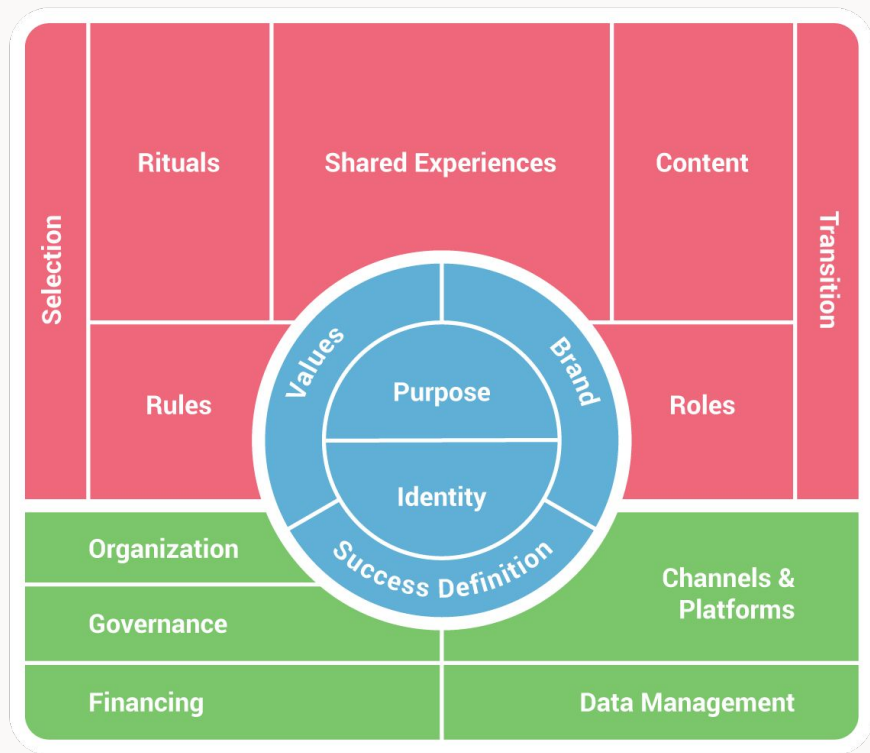 Selection
Rituals
Shared Experiences
Content
Transition
Rules
Values
Brand
Purpose
Identity
Success Definition
Roles
Organization
Governance
Financing
Channels &
Platforms
Data Management